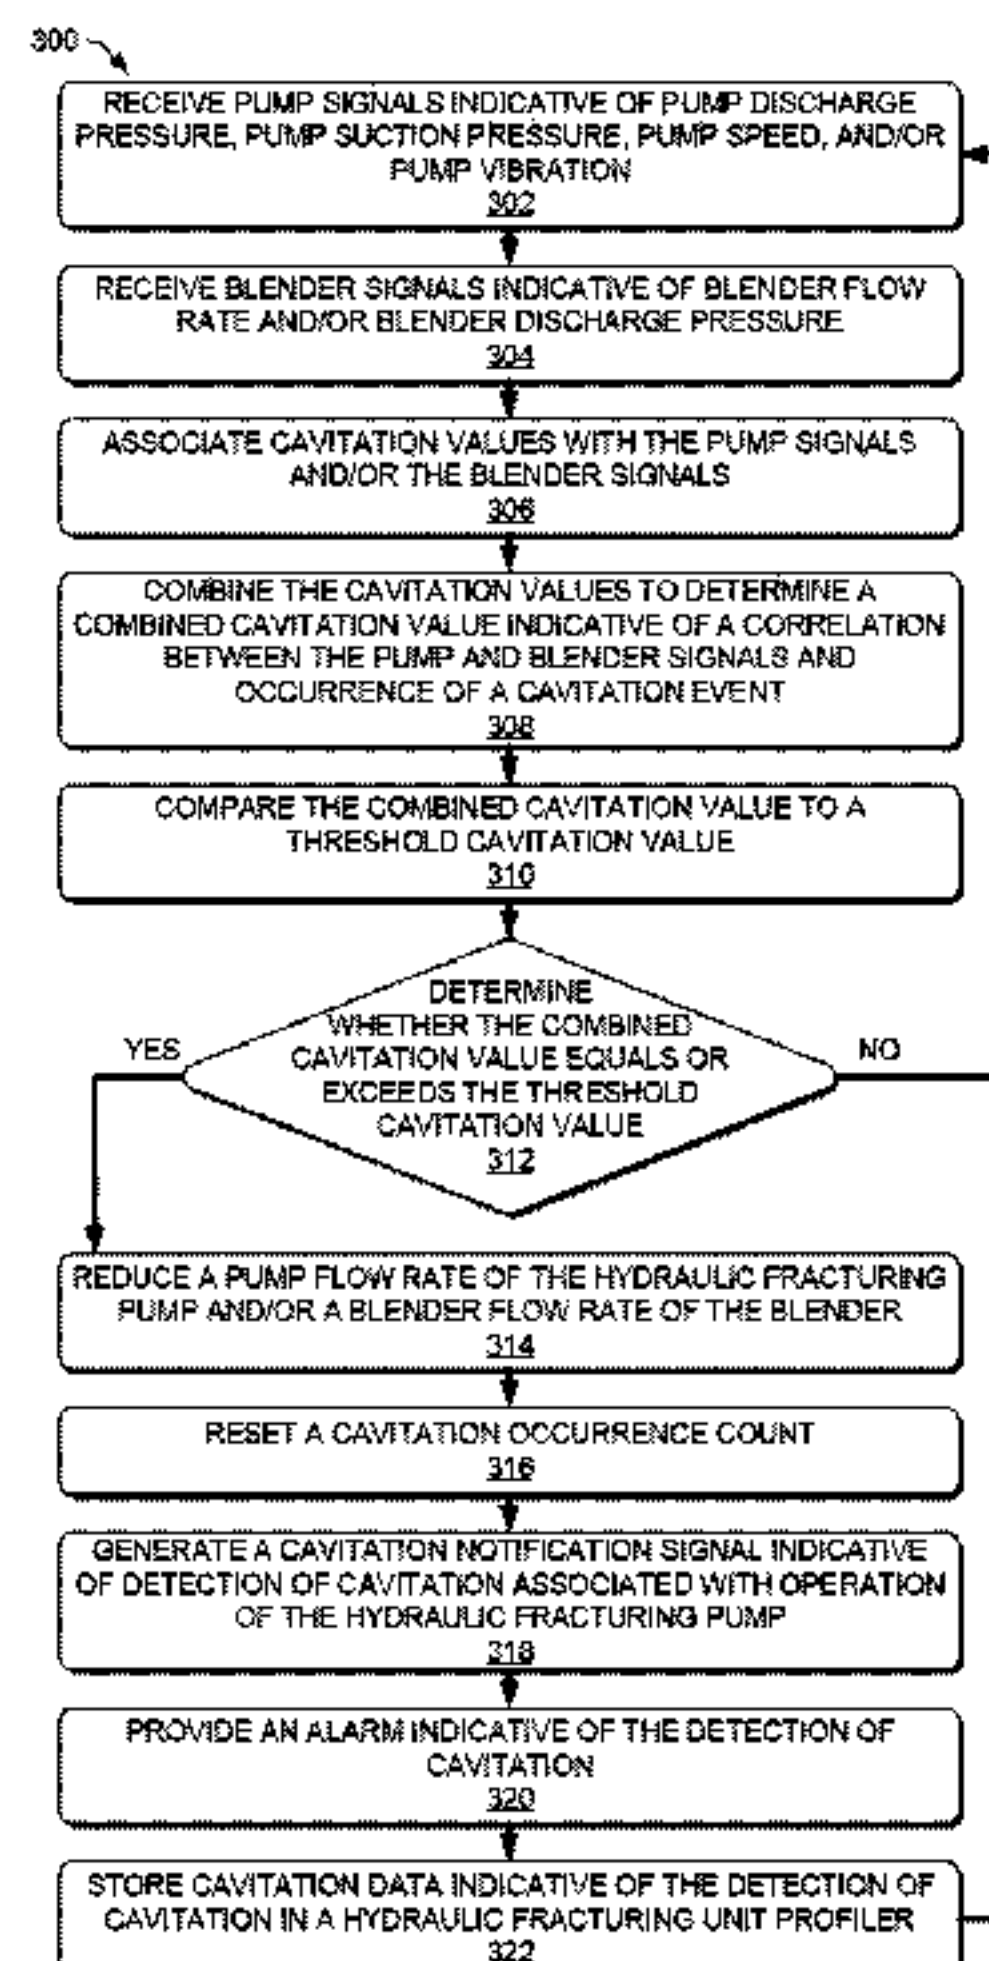 300
RECEIVE PUMP SIGNALS INDICATIVE OF PUMP DISCHARGE
PRESSURE, PUMP SUCTION PRESSURE, PUMP SPEED, AND/OR
PUMP VIBRATION
302
RECEIVE BLENDER SIGNALS INDICATIVE OF BLENDER FLOW
RATE AND/OR BLENDER DISCHARGE PRESSURE
304
ASSOCIATE CAVITATION VALUES WITH THE PUMP SIGNALS
AND/OR THE BLENDER SIGNALS
306
COMBINE THE CAVITATION VALUES TO DETERMINE A
COMBINED CAVITATION VALUE INDICATIVE OF A CORRELATION
BETWEEN THE PUMP AND BLENDER SIGNALS AND
OCCURRENCE OF A CAVITATION EVENT
308
COMPARE THE COMBINED CAVITATION VALUE TO A
THRESHOLD CAVITATION VALUE
310
DETERMINE
WHETHER THE COMBINED
CAVITATION VALUE EQUALS OR
EXCEEDS THE THRESHOLD
CAVITATION VALUE
312
YES
NO
REDUCE A PUMP FLOW RATE OF THE HYDRAULIC FRACTURING
PUMP AND/OR A BLENDER FLOW RATE OF THE BLENDER
314
RESET A CAVITATION OCCURRENCE COUNT
316
GENERATE A CAVITATION NOTIFICATION SIGNAL INDICATIVE
OF DETECTION OF CAVITATION ASSOCIATED WITH OPERATION
OF THE HYDRAULIC FRACTURING PUMP
318
PROVIDE AN ALARM INDICATIVE OF THE DETECTION OF
CAVITATION
320
STORE CAVITATION DATA INDICATIVE OF THE DETECTION OF
CAVITATION IN A HYDRAULIC FRACTURING UNIT PROFILER
322